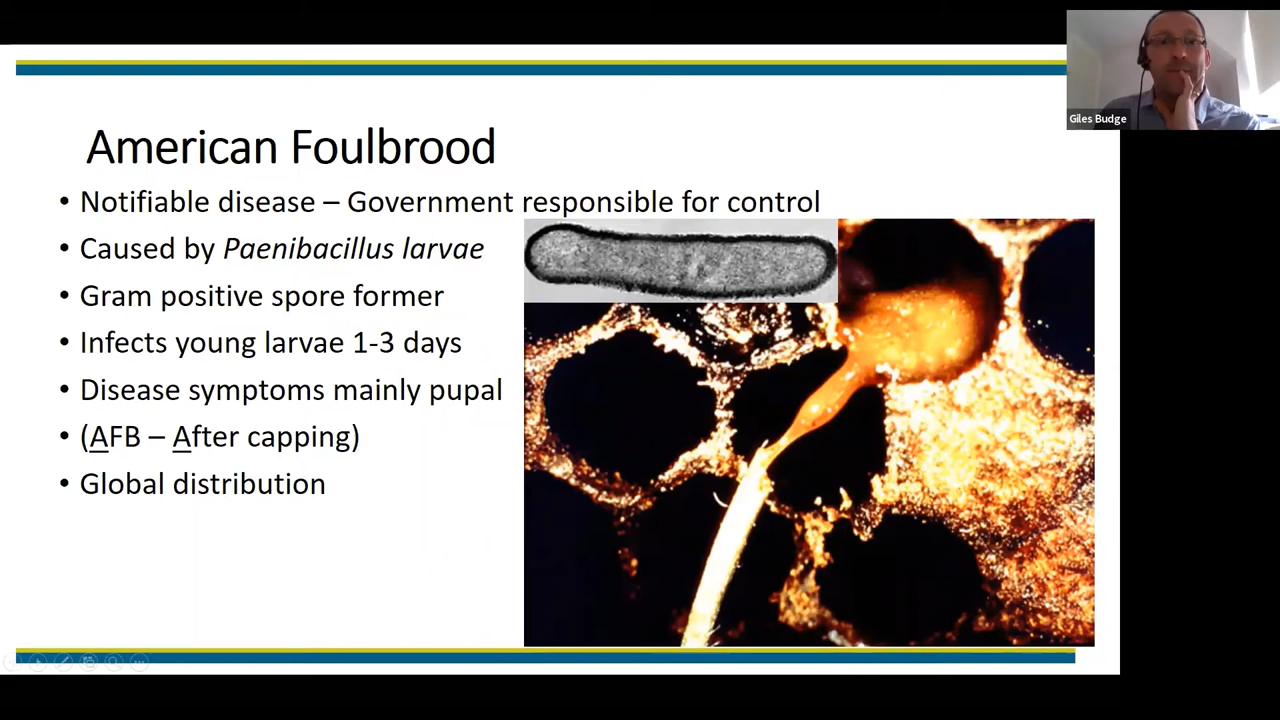 American Foulbrood
• Notifiable disease – Government responsible for control
• Caused by Paenibacillus larvae
• Gram positive spore former
• Infects young larvae 1-3 days
• Disease symptoms mainly pupal
• (AFB – After capping)
• Global distribution
Giles Budge